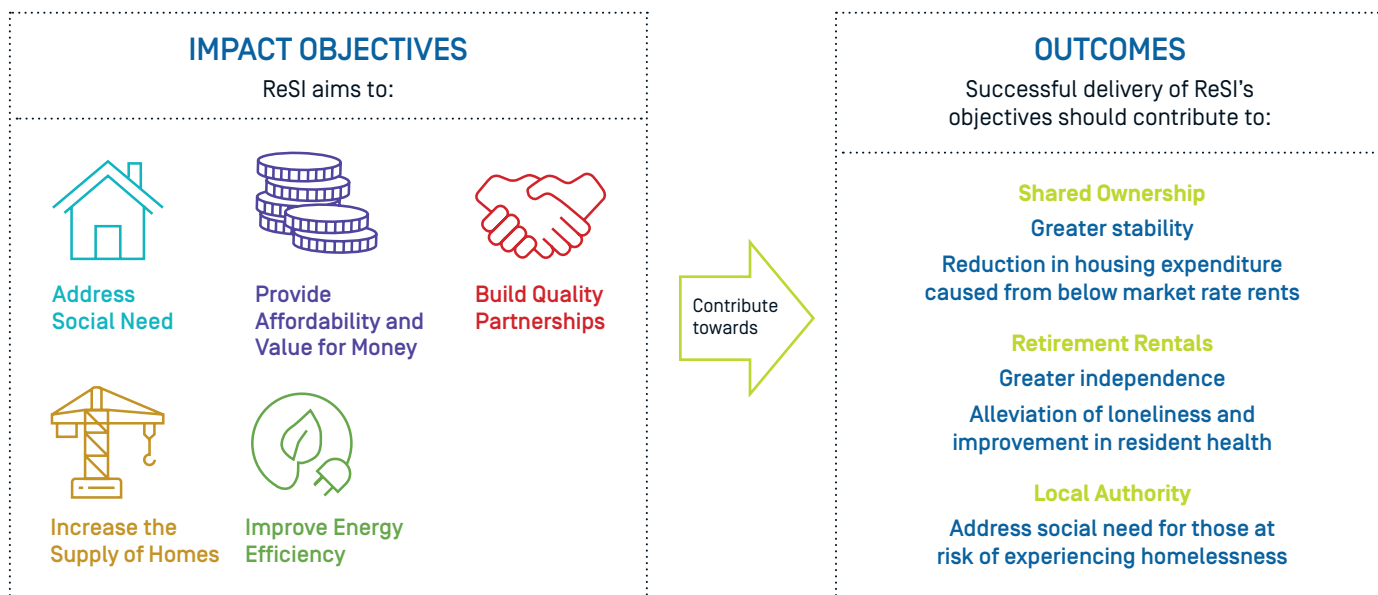 IMPACT OBJECTIVES
ReSI aims to:
Address
Social Need
Provide
Affordability and
Value for Money
Build Quality
Partnerships
Increase the
Supply of Homes
Improve Energy
Efficiency
Contribute
towards
OUTCOMES
Successful delivery of ReSI's
objectives should contribute to:
Shared Ownership
Greater stability
Reduction in housing expenditure
caused from below market rate rents
Retirement Rentals
Greater independence
Alleviation of loneliness and
improvement in resident health
Local Authority
Address social need for those at
risk of experiencing homelessness